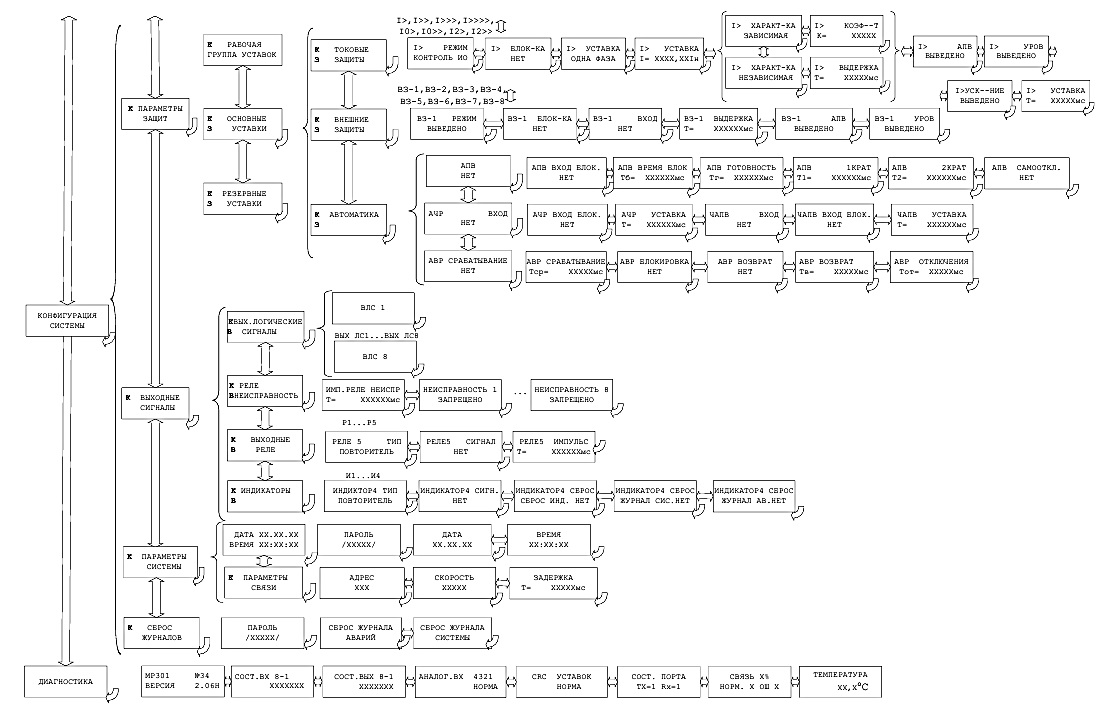 I>,I>>,I>>>,I>>>>,
I0>,I0>>,I2>,I2>>
I> РЕЖИМ
КОНТРОЛЬ ИО
I> БЛОК-КА
НЕТ
I> УСТАВКА
ОДНА ФАЗА
I> УСТАВКА
I= XXXX,XXIн
I> ХАРАКТ-КА
ЗАВИСИМАЯ
I> КОЭФ--Т
K= XXXXX
I> ХАРАКТ-КА
НЕЗАВИСИМАЯ
I> ВЫДЕРЖКА
T= XXXXXXмс
I> АПВ
ВЫВЕДЕНО
I> УРОВ
ВЫВЕДЕНО
I>УСК--НИЕ
ВЫВЕДЕНО
I> УСТАВКА
T= XXXXXмс
К РАБОЧАЯ
ГРУППА УСТАВОК
К ТОКОВЫЕ
З ЗАЩИТЫ
К ПАРАМЕТРЫ
ЗАЩИТ
К ОСНОВНЫЕ
З УСТАВКИ
К ВНЕШНИЕ
З ЗАЩИТЫ
ВЗ-1,ВЗ-2,ВЗ-3,ВЗ-4,
ВЗ-5,ВЗ-6,ВЗ-7,ВЗ-8
ВЗ-1 РЕЖИМ
ВЫВЕДЕНО
ВЗ-1 БЛОК-КА
НЕТ
ВЗ-1 ВХОД
НЕТ
ВЗ-1 ВЫДЕРЖКА
T= XXXXXXмс
ВЗ-1 АПВ
ВЫВЕДЕНО
ВЗ-1 УРОВ
ВЫВЕДЕНО
К РЕЗЕРВНЫЕ
З УСТАВКИ
К АВТОМАТИКА
З
АПВ
НЕТ
АПВ ВХОД БЛОК.
НЕТ
АПВ ВРЕМЯ БЛОК
Тб= XXXXXXмс
АПВ ГОТОВНОСТЬ
Тг= XXXXXXмс
АПВ 1КРАТ
T1= XXXXXXмс
АПВ 2КРАТ
T2= XXXXXXмс
АПВ САМООТКЛ.
НЕТ
АЧР ВХОД
НЕТ
АЧР ВХОД БЛОК.
НЕТ
АЧР УСТАВКА
T= XXXXXXмс
ЧАПВ ВХОД
НЕТ
ЧАПВ ВХОД БЛОК.
НЕТ
ЧАПВ УСТАВКА
T= XXXXXмс
АВР СРАБАТЫВАНИЕ
НЕТ
АВР СРАБАТЫВАНИЕ
Тср= XXXXXмс
АВР БЛОКИРОВКА
НЕТ
АВР ВОЗВРАТ
НЕТ
АВР ВОЗВРАТ
Тв= XXXXXмс
АВР ОТКЛЮЧЕНИЯ
Тот= XXXXXмс
КОНФИГУРАЦИЯ
СИСТЕМЫ
К ВЫХОДНЫЕ
СИГНАЛЫ
КВЫХ.ЛОГИЧЕСКИЕ
В СИГНАЛЫ
ВЛС 1
ВЫХ ЛС1...ВЫХ ЛС8
ВЛС 8
К РЕЛЕ
ВНЕИСПРАВНОСТЬ
ИМП.РЕЛЕ НЕИСПР
T= XXXXXXмс
НЕИСПРАВНОСТЬ 1
ЗАПРЕЩЕНО
...
НЕИСПРАВНОСТЬ 8
ЗАПРЕЩЕНО
К ВЫХОДНЫЕ
В РЕЛЕ
Р1...Р5
РЕЛЕ 5 ТИП
ПОВТОРИТЕЛЬ
РЕЛЕ5 СИГНАЛ
НЕТ
РЕЛЕ5 ИМПУЛЬС
T= XXXXXXмс
К ИНДИКАТОРЫ
В
И1...И4
ИНДИКТОР4 ТИП
ПОВТОРИТЕЛЬ
ИНДИКАТОР4 СИГН.
НЕТ
ИНДИКАТОР4 СБРОС
СБРОС ИНД. НЕТ
ИНДИКАТОР4 СБРОС
ЖУРНАЛ СИС.НЕТ
ИНДИКАТОР4 СБРОС
ЖУРНАЛ АВ.НЕТ
К ПАРАМЕТРЫ
СИСТЕМЫ
ДАТА XX.XX.XX
ВРЕМЯ XX:XX:XX
ПАРОЛЬ
/XXXXX/
ДАТА
XX.XX.XX
ВРЕМЯ
XX:XX:XX
К ПАРАМЕТРЫ
СВЯЗИ
АДРЕС
XXX
СКОРОСТЬ
XXXXX
ЗАДЕРЖКА
T= XXXXXмс
К СБРОС
ЖУРНАЛОВ
ПАРОЛЬ
/XXXXX/
СБРОС ЖУРНАЛА
АВАРИЙ
СБРОС ЖУРНАЛА
СИСТЕМЫ
ДИАГНОСТИКА
МР301 №34
ВЕРСИЯ 2.06Н
СОСТ.ВХ 8-1
XXXXXXX
СОСТ.ВЫХ 8-1
XXXXXXX
АНАЛОГ.ВХ 4321
НОРМА
CRC УСТАВОК
НОРМА
СОСТ. ПОРТА
TX=1 Rx=1
СВЯЗЬ X%
НОРМ. X ОШ X
ТЕМПЕРАТУРА
XX,X°C